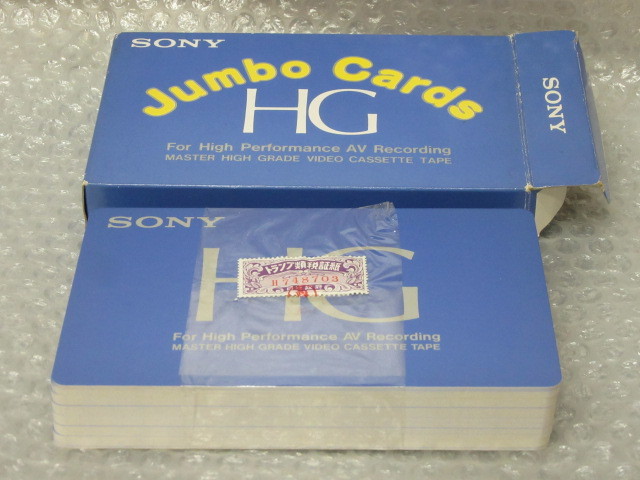 SONY
Jumbo Cards
HG
For High Performance AV Recording
MASTER HIGH GRADE VIDEO CASSETTE TAPE
SONY
SONY
HG
トランプ類税証紙
H748703
For High Performance AV Recording
MASTER HIGH GRADE VIDEO CASSETTE TAPE